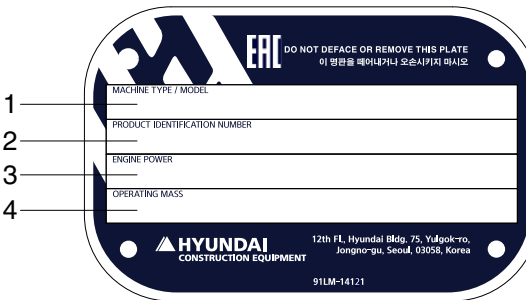 EAC DO NOT DEFACE OR REMOVE THIS PLATE
이 명판을 떼어내거나 오손시키지 마시오
1 MACHINE TYPE / MODEL
2 PRODUCT IDENTIFICATION NUMBER
3 ENGINE POWER
4 OPERATING MASS
HYUNDAI
CONSTRUCTION EQUIPMENT
12th Fl., Hyundai Bldg. 75, Yulgok-ro,
Jongno-gu, Seoul, 03058, Korea
91LM-14121